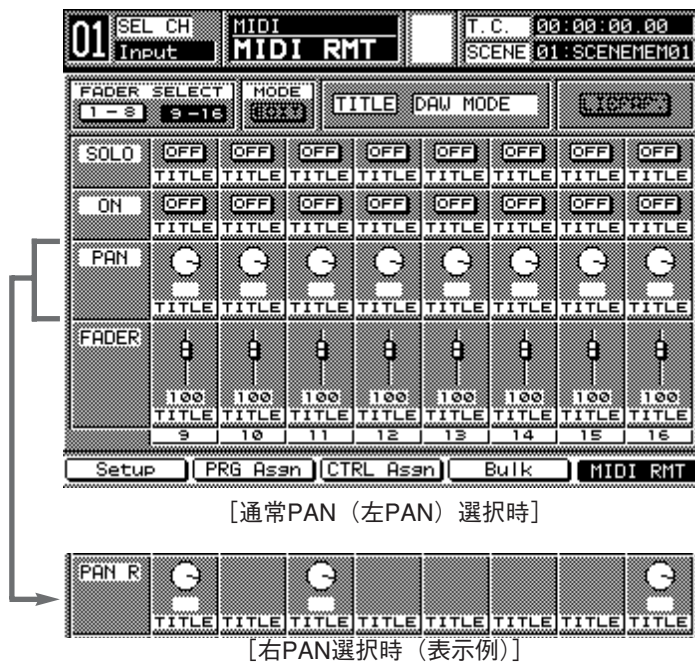 01 SEL CH MIDI T. C. 00:00:00.00
Input MIDI RMT SCENE 01:SCENEMEM01
FADER SELECT MODE TITLE DAW MODE
1 - 8 9 -16
SOLO OFF OFF OFF OFF OFF OFF OFF OFF
TITLE TITLE TITLE TITLE TITLE TITLE TITLE TITLE
ON OFF OFF OFF OFF OFF OFF OFF OFF
TITLE TITLE TITLE TITLE TITLE TITLE TITLE TITLE
PAN
TITLE TITLE TITLE TITLE TITLE TITLE TITLE TITLE
FADER
100 100 100 100 100 100 100 100
TITLE TITLE TITLE TITLE TITLE TITLE TITLE TITLE
9 10 11 12 13 14 15 16
Setup PRG Asgn CTRL Asgn Bulk MIDI RMT
[通常PAN（左PAN）選択時]
PAN R
TITLE TITLE TITLE TITLE TITLE TITLE TITLE TITLE
[右PAN選択時（表示例）]